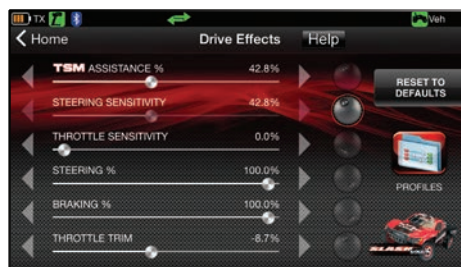 TX Veh
Home Drive Effects Help
TSM ASSISTANCE % 42.8%
STEERING SENSITIVITY 42.8%
THROTTLE SENSITIVITY 0.0%
STEERING % 100.0%
BRAKING % 100.0%
THROTTLE TRIM -8.7%
RESET TO
DEFAULTS
PROFILES
SLASH